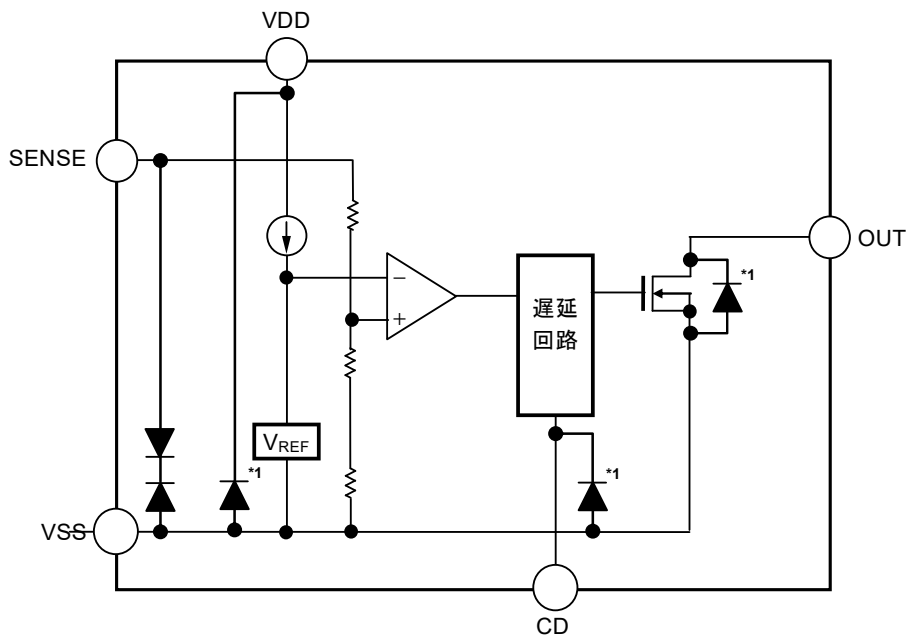 VDD
SENSE
OUT
*1
−
+
遅延
回路
VREF
*1
*1
VSS
CD